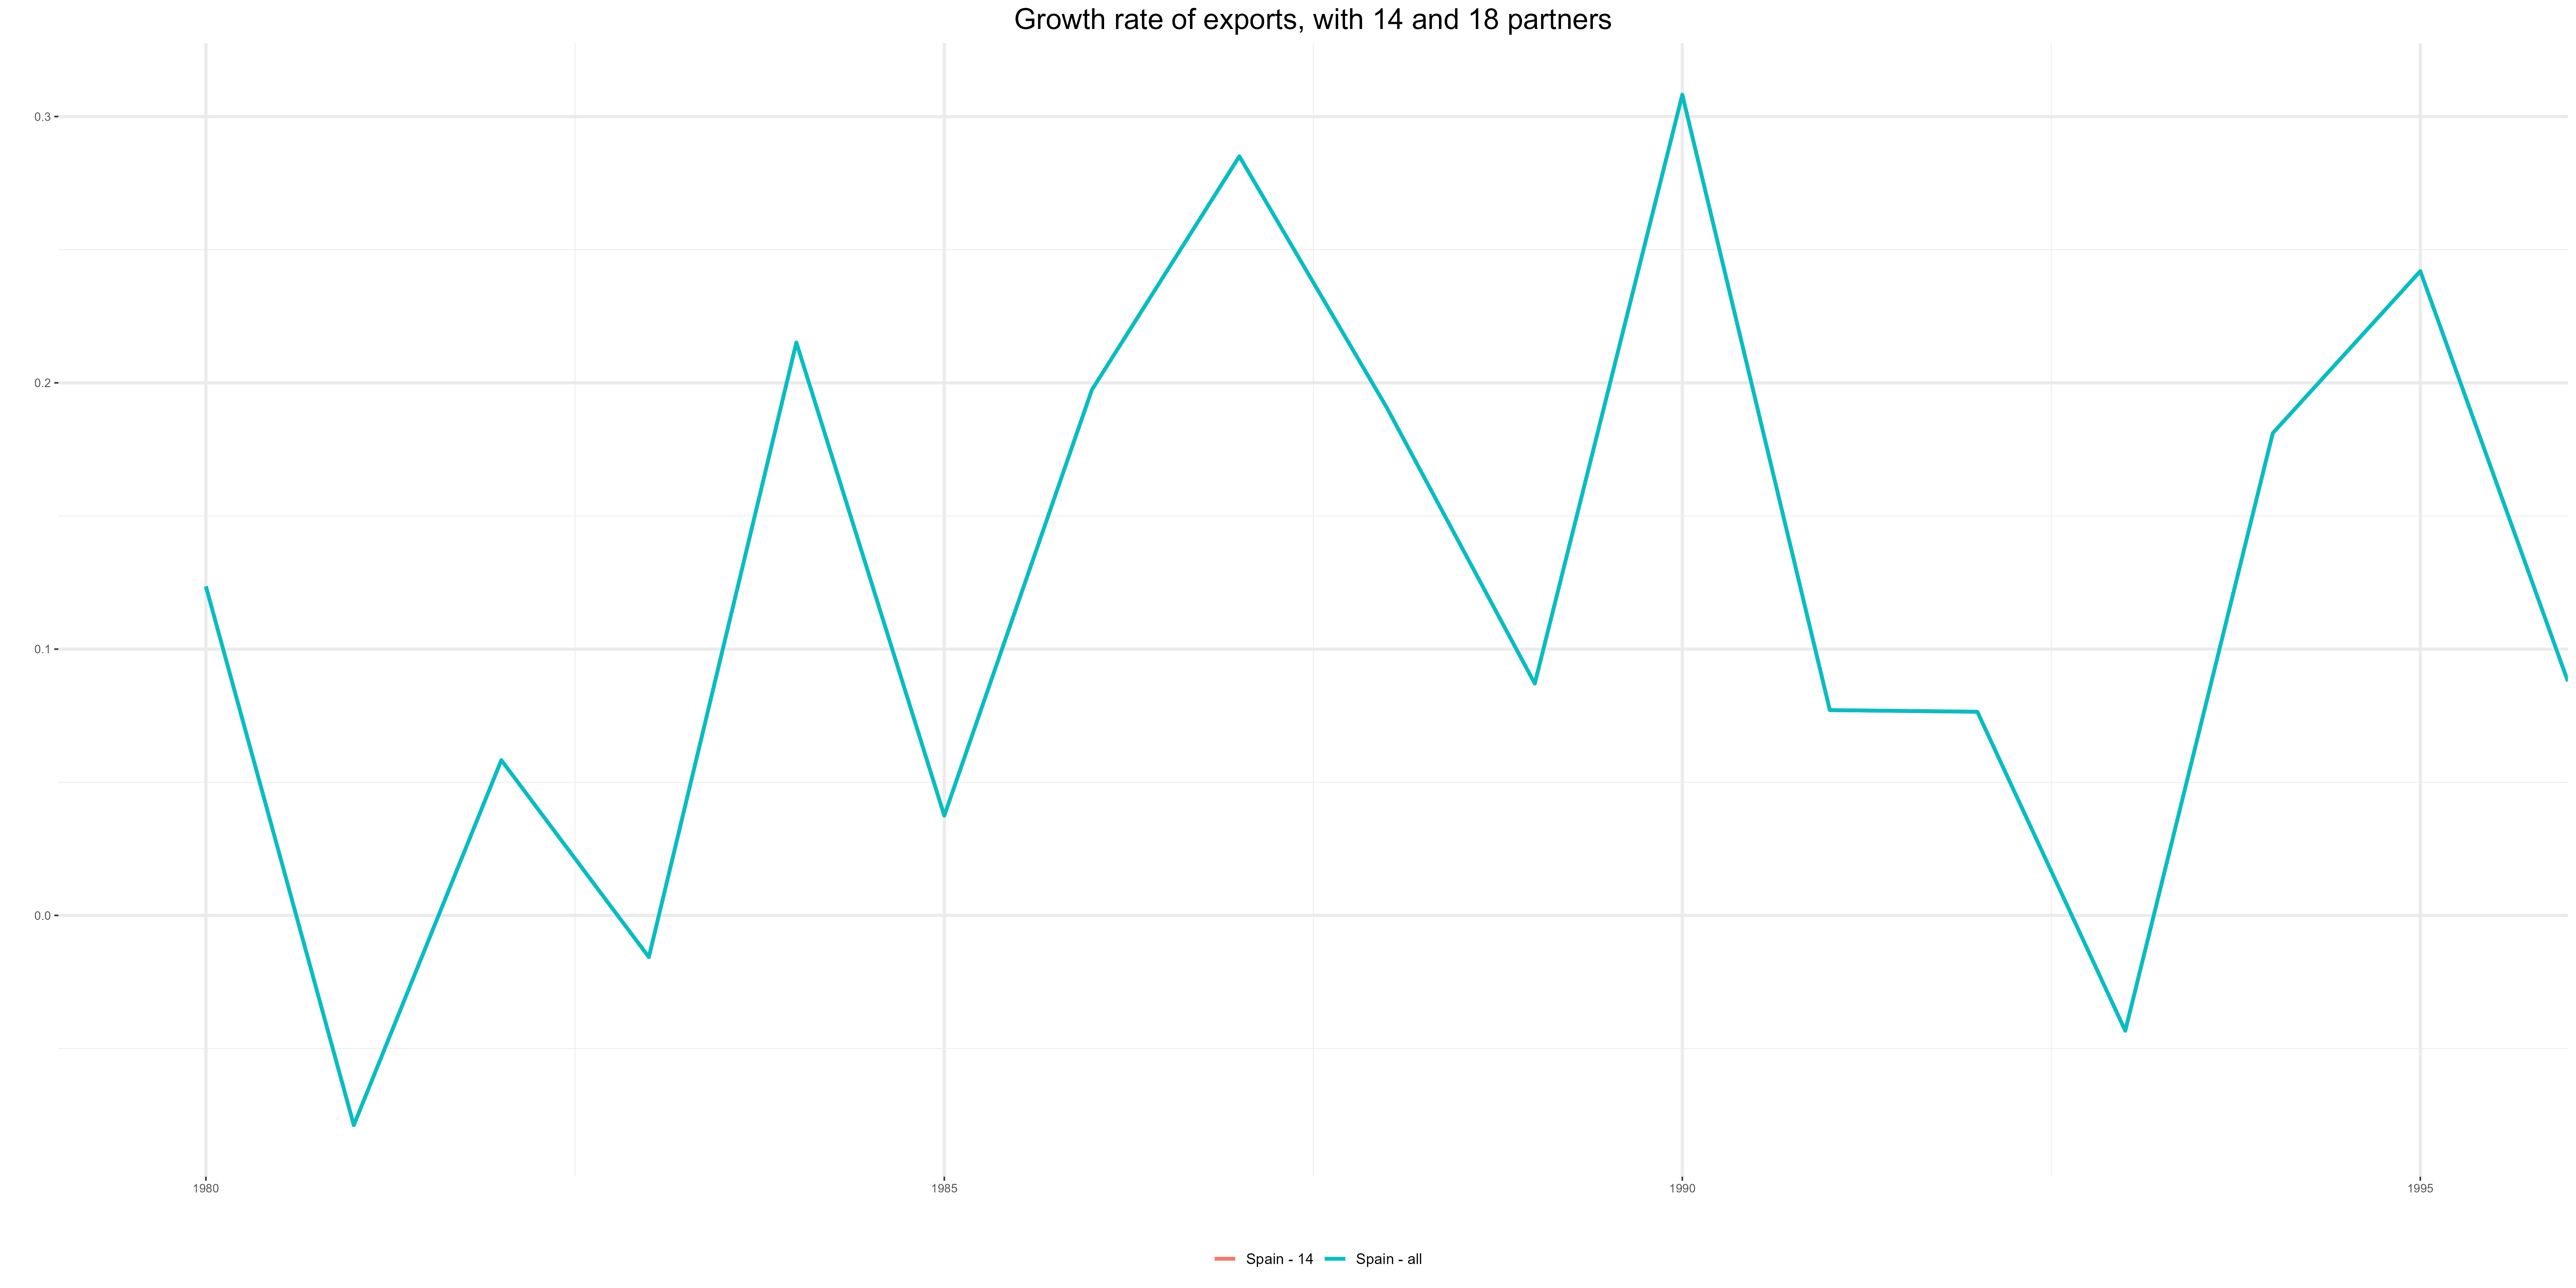 Growth rate of exports, with 14 and 18 partners
0.3
0.2
0.1
0.0
1980 1985 1990 1995
Spain - 14 Spain - all